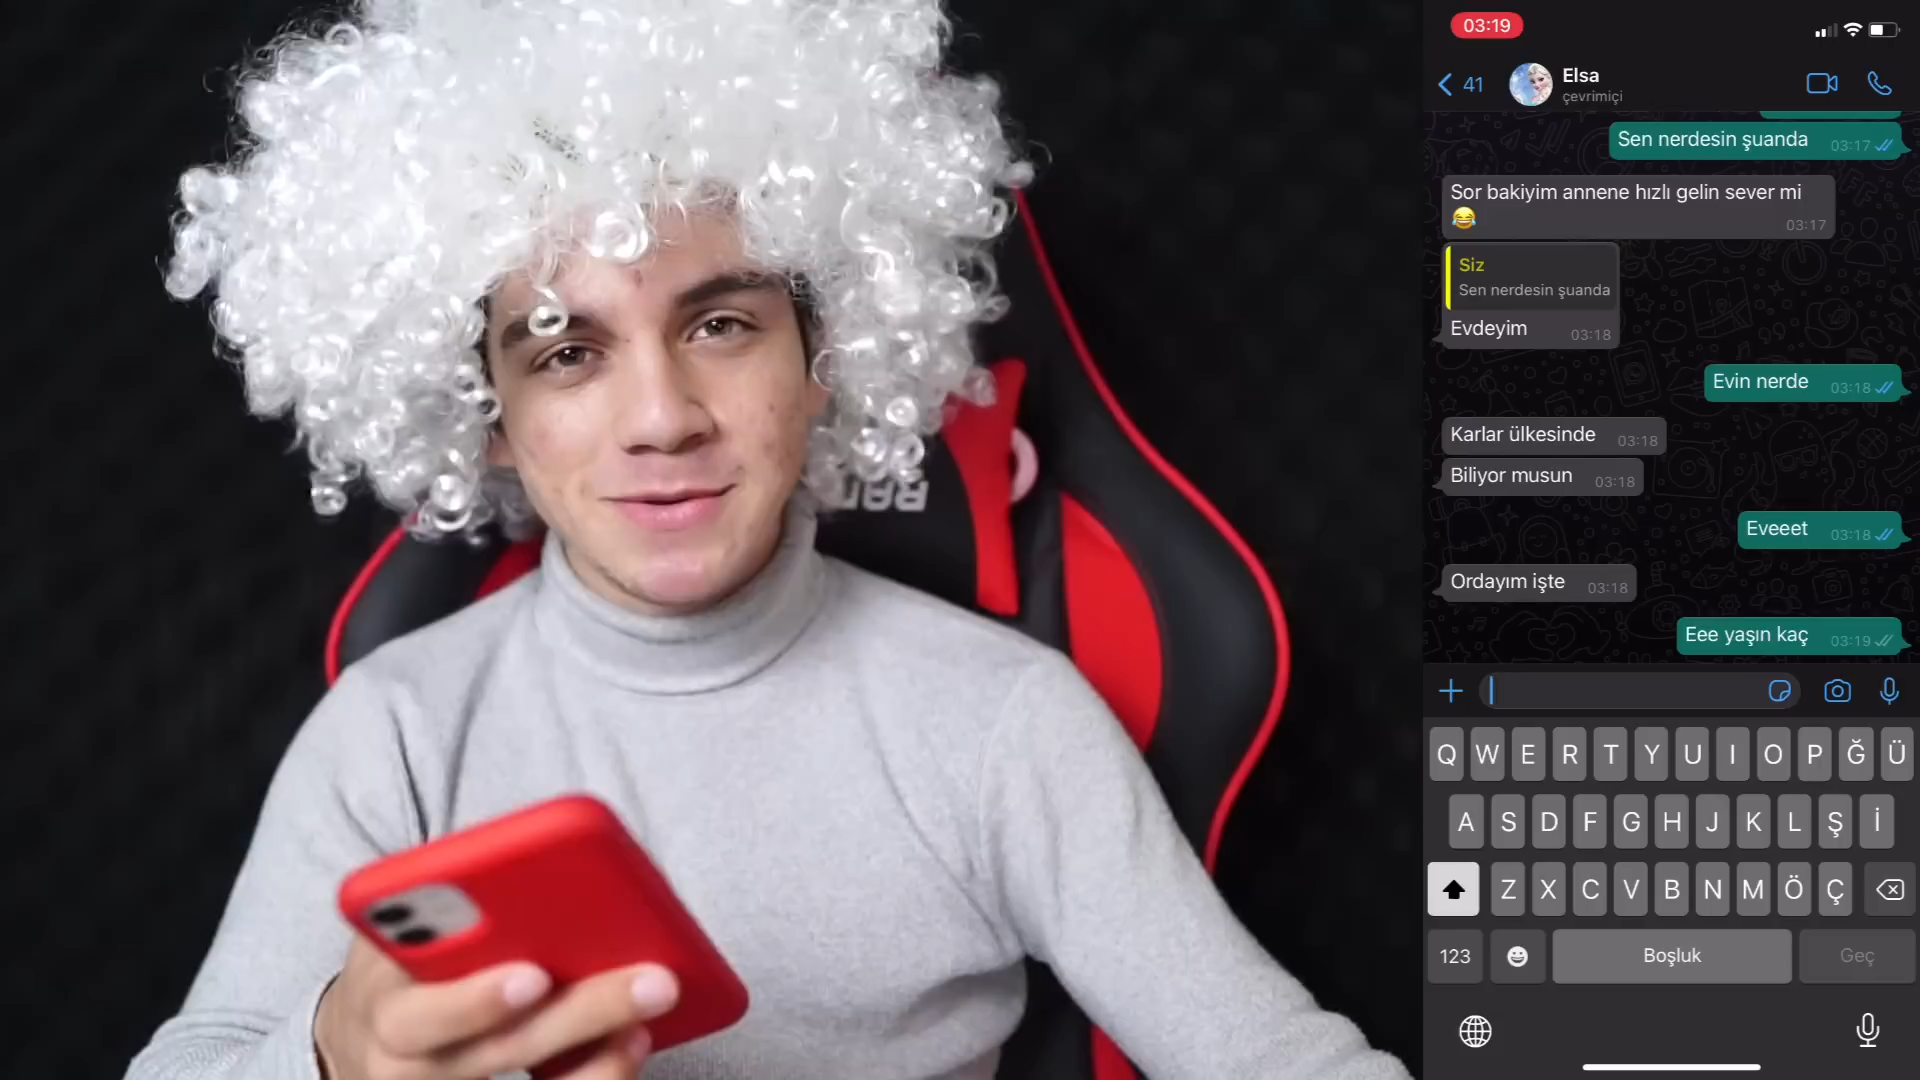 03:19
41
Elsa
çevrimiçi
Sen nerdesin şuanda 03:17
Sor bakiyim annene hızlı gelin sever mi
😂 03:17
Siz
Sen nerdesin şuanda
Evdeyim 03:18
Evin nerde 03:18
Karlar ülkesinde 03:18
Biliyor musun 03:18
Eveeet 03:18
Ordayım işte 03:18
Eee yaşın kaç 03:19
Q W E R T Y U I O P Ğ Ü
A S D F G H J K L Ş İ
Z X C V B N M Ö Ç
123 Boşluk Geç